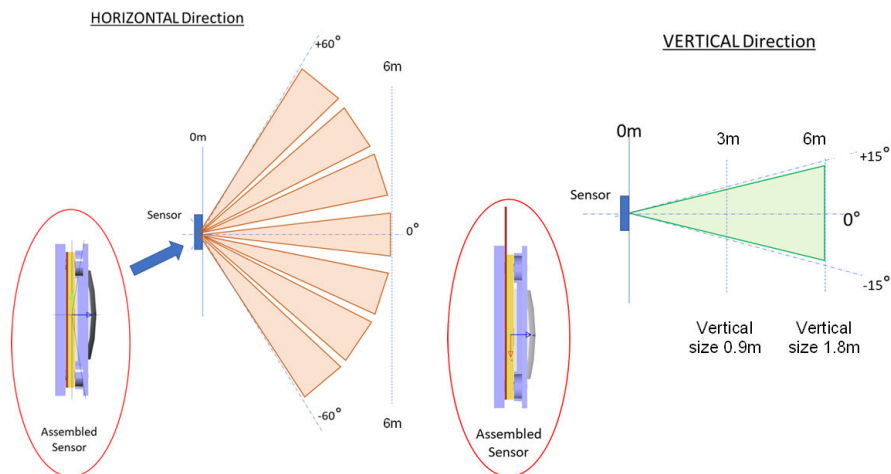 HORIZONTAL Direction
+60°
6m
0m
Sensor
0°
-60°
6m
Assembled
Sensor
VERTICAL Direction
0m
3m
6m
+15°
Sensor
0°
-15°
Vertical
size 0.9m
Vertical
size 1.8m
Assembled
Sensor